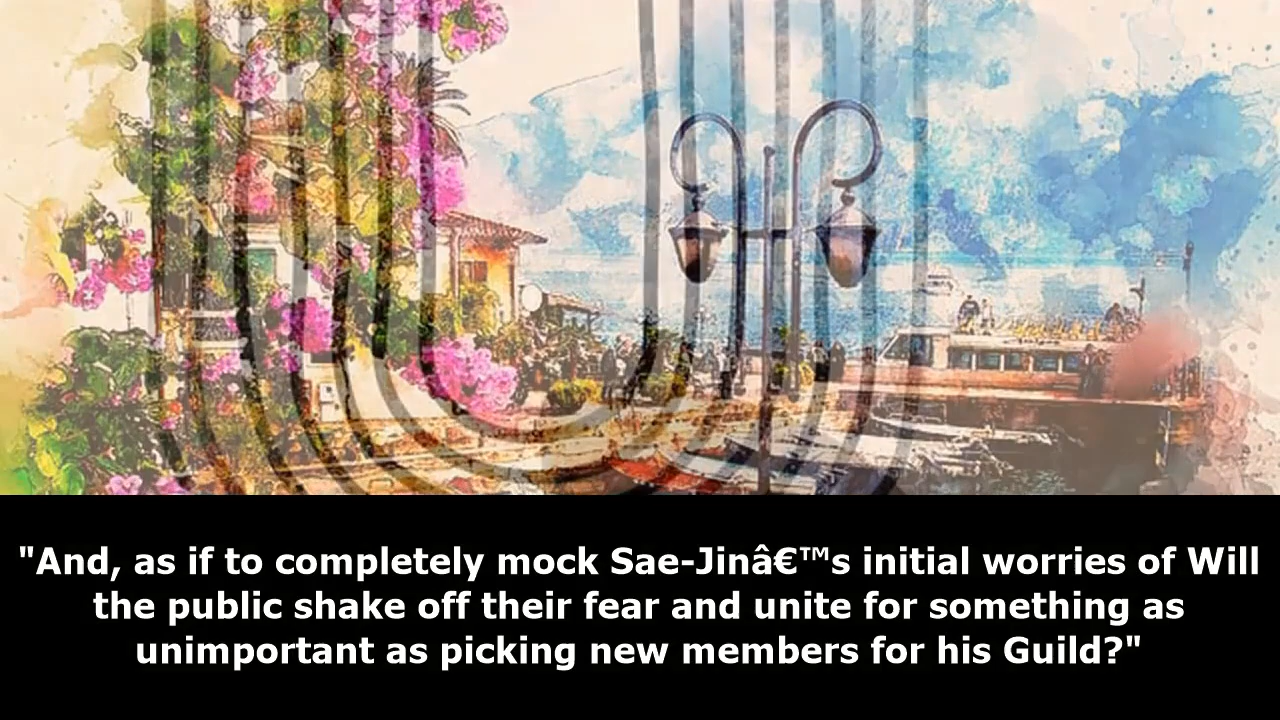 "And, as if to completely mock Sae-Jinâ€™s initial worries of Will
the public shake off their fear and unite for something as
unimportant as picking new members for his Guild?"